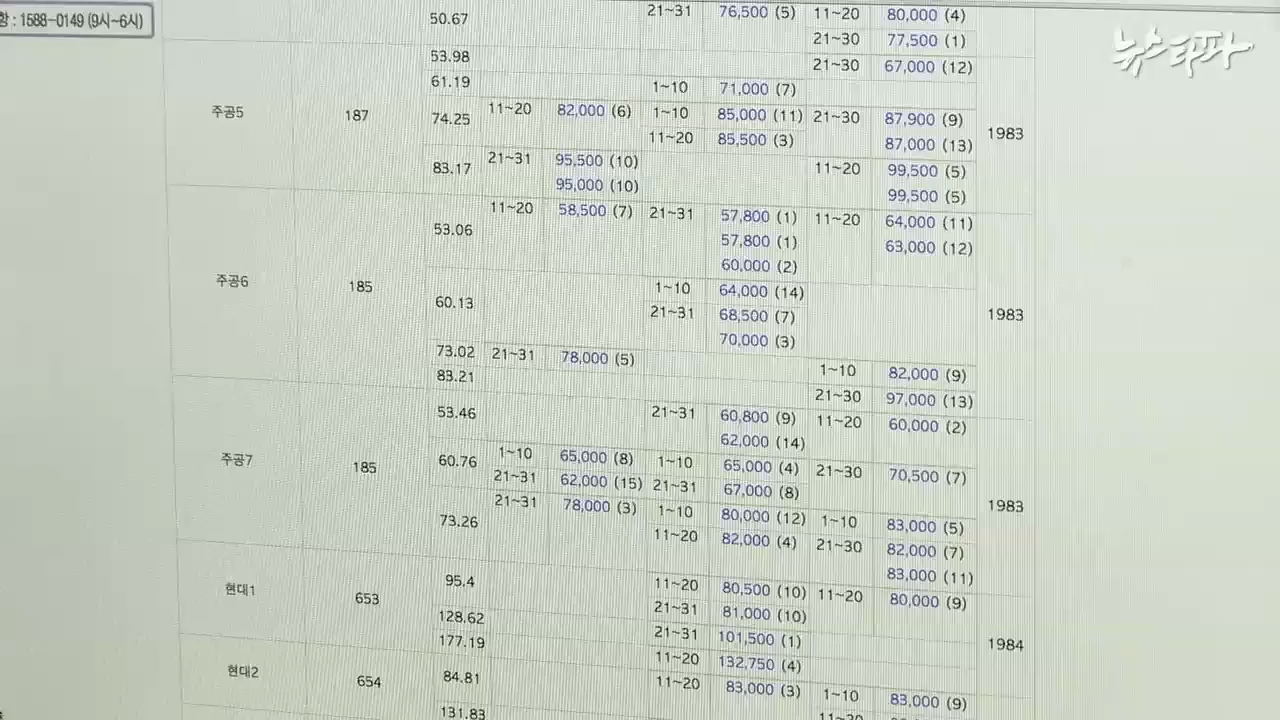 항 : 1588-0149 (9시~6시)
뉴스타파
50.67 21~31 76,500 (5) 11~20 80,000 (4)
21~30 77,500 (1)
53.98 21~30 67,000 (12)
61.19 1~10 71,000 (7)
주공5 187 74.25 11~20 82,000 (6) 1~10 85,000 (11) 21~30 87,900 (9) 1983
11~20 85,500 (3) 87,000 (13)
83.17 21~31 95,500 (10) 11~20 99,500 (5)
95,000 (10) 99,500 (5)
주공6 185 53.06 11~20 58,500 (7) 21~31 57,800 (1) 11~20 64,000 (11) 1983
57,800 (1) 63,000 (12)
60,000 (2)
60.13 1~10 64,000 (14)
21~31 68,500 (7)
70,000 (3)
73.02 21~31 78,000 (5) 1~10 82,000 (9)
83.21 21~30 97,000 (13)
주공7 185 53.46 21~31 60,800 (9) 11~20 60,000 (2) 1983
62,000 (14)
60.76 1~10 65,000 (8) 1~10 65,000 (4) 21~30 70,500 (7)
21~31 62,000 (15) 21~31 67,000 (8)
73.26 21~31 78,000 (3) 1~10 80,000 (12) 1~10 83,000 (5)
11~20 82,000 (4) 21~30 82,000 (7)
83,000 (11)
현대1 653 95.4 11~20 80,500 (10) 11~20 80,000 (9) 1984
21~31 81,000 (10)
128.62 21~31 101,500 (1)
177.19 11~20 132,750 (4)
현대2 654 84.81 11~20 83,000 (3) 1~10 83,000 (9)
131.83 11~20